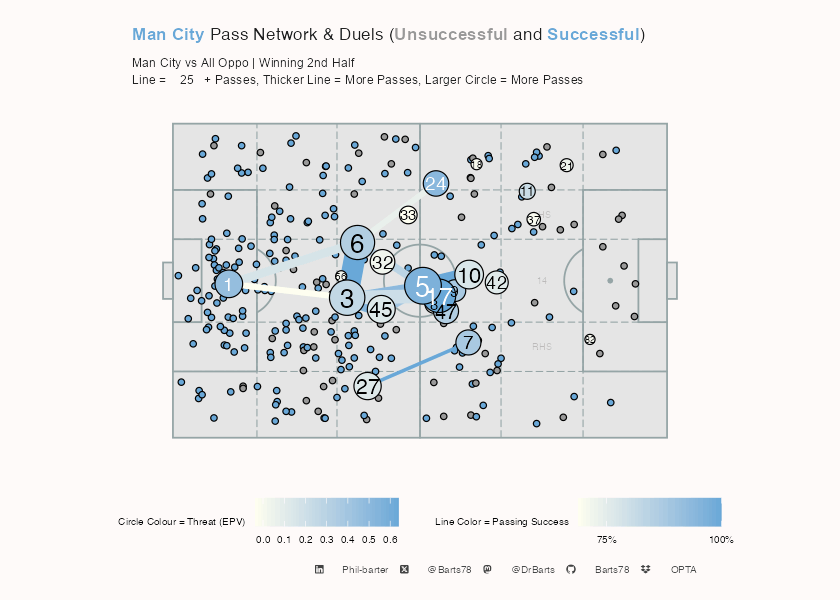 Man City Pass Network & Duels (Unsuccessful and Successful)
Man City vs All Oppo | Winning 2nd Half
Line = 25 + Passes, Thicker Line = More Passes, Larger Circle = More Passes
18
21
24
11
33
37
6
32
10
1
5
42
14
3
17
45
47
7
RHS
27
Circle Colour = Threat (EPV)
0.0 0.1 0.2 0.3 0.4 0.5 0.6
Line Color = Passing Success
75% 100%
Phil-barter @Barts78 @DrBarts Barts78 OPTA